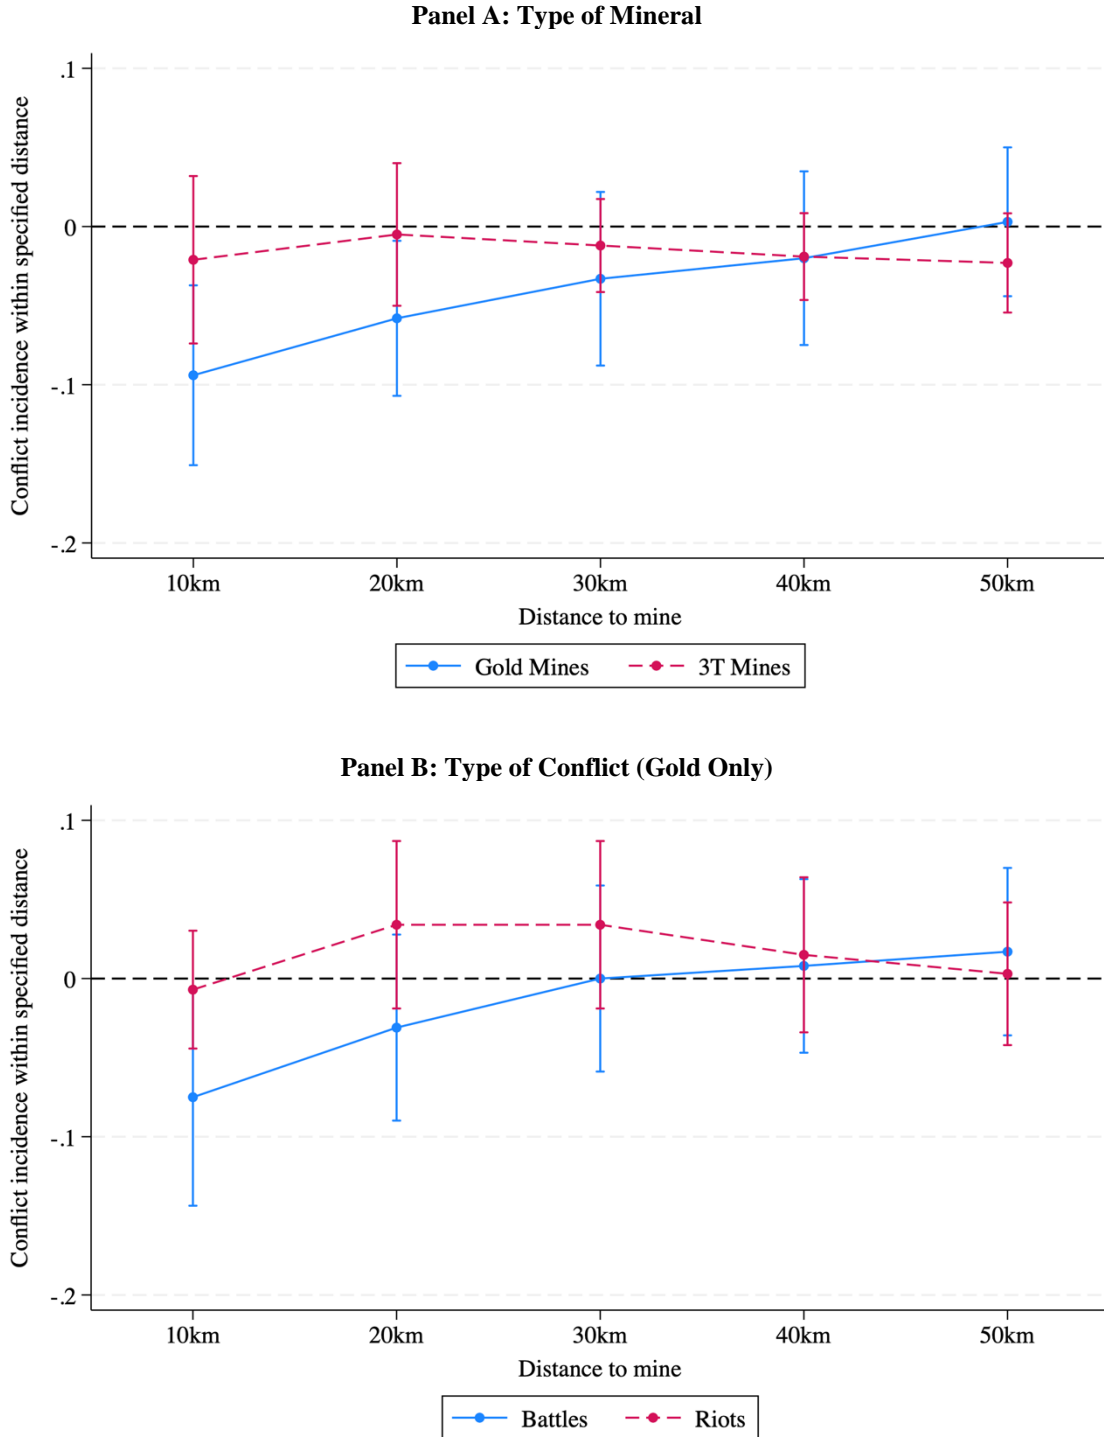 Panel A: Type of Mineral
Conflict incidence within specified distance
.1
0
-.1
-.2
10km 20km 30km 40km 50km
Distance to mine
Gold Mines 3T Mines
Panel B: Type of Conflict (Gold Only)
Conflict incidence within specified distance
.1
0
-.1
-.2
10km 20km 30km 40km 50km
Distance to mine
Battles Riots